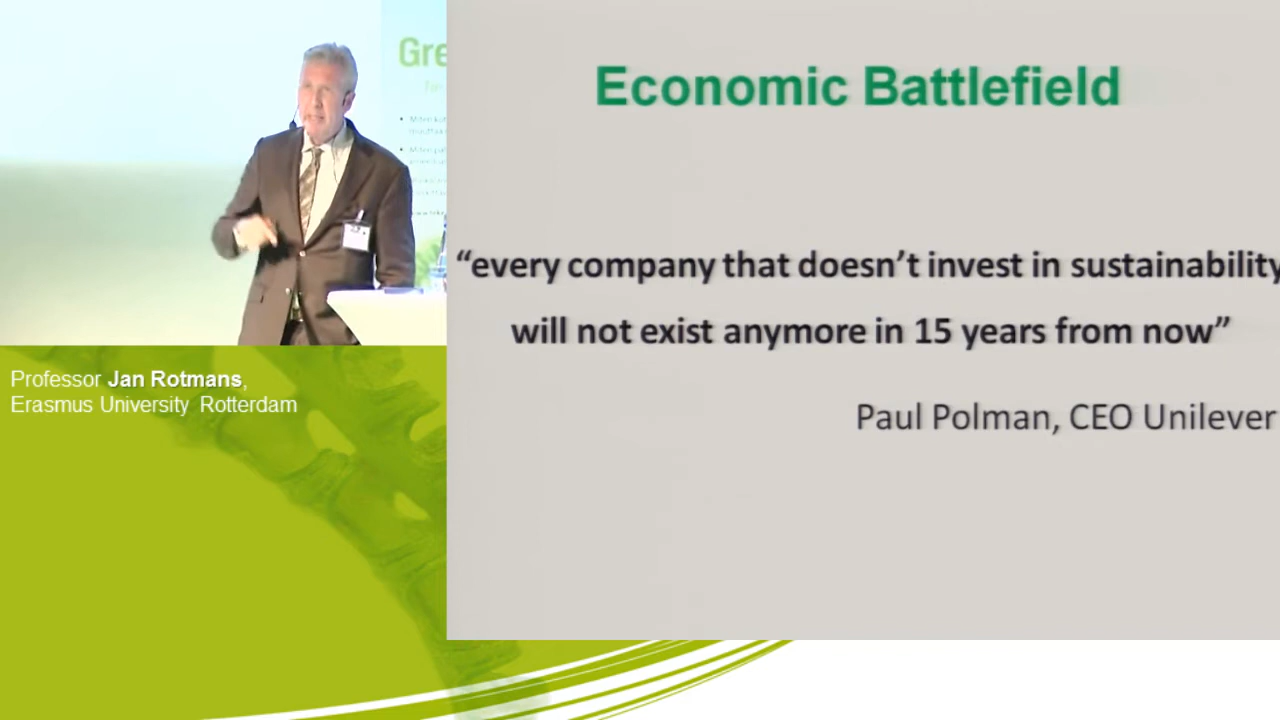 Gre
Economic Battlefield
“every company that doesn’t invest in sustainability
will not exist anymore in 15 years from now”
Paul Polman, CEO Unilever
Professor Jan Rotmans,
Erasmus University Rotterdam